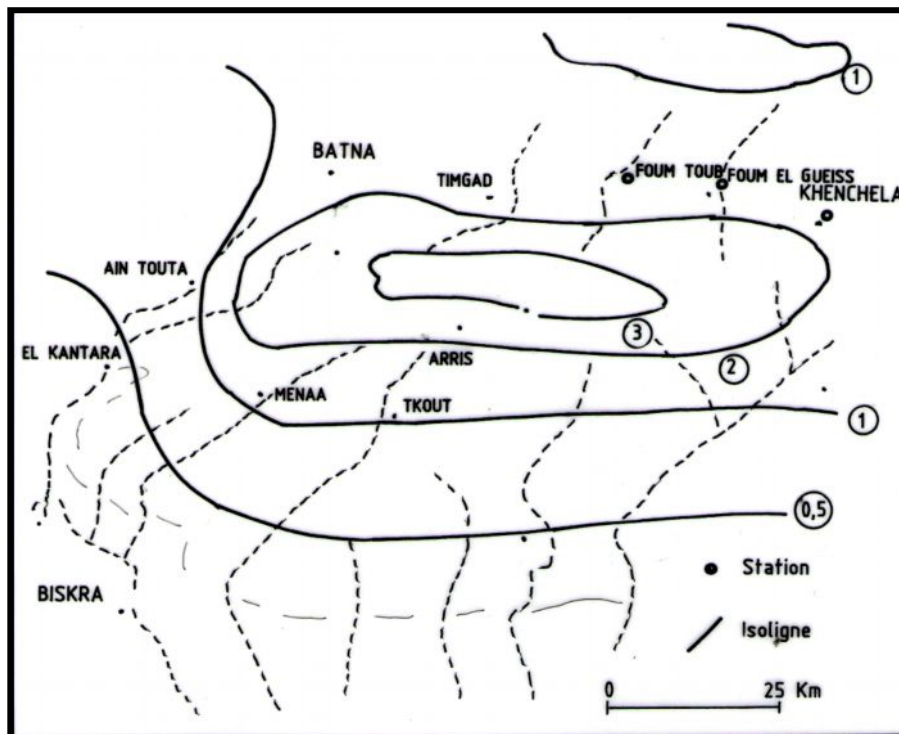 1
BATNA
TIMGAD
FOUM TOUB
FOUM EL GUEISS
KHENCHELA
AIN TOUTA
3
EL KANTARA
ARRIS
2
MENAA
TKOUT
1
0,5
Station
BISKRA
Isoligne
0 25 Km